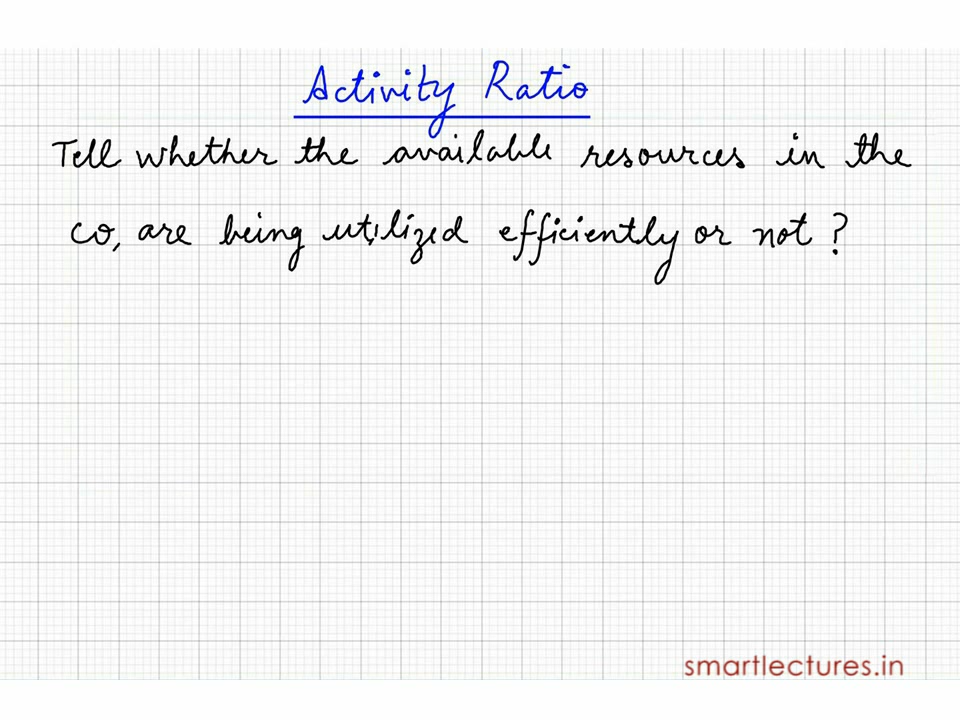 Activity Ratio
Tell whether the available resources in the
co, are being utilized efficiently or not ?
smartlectures.in